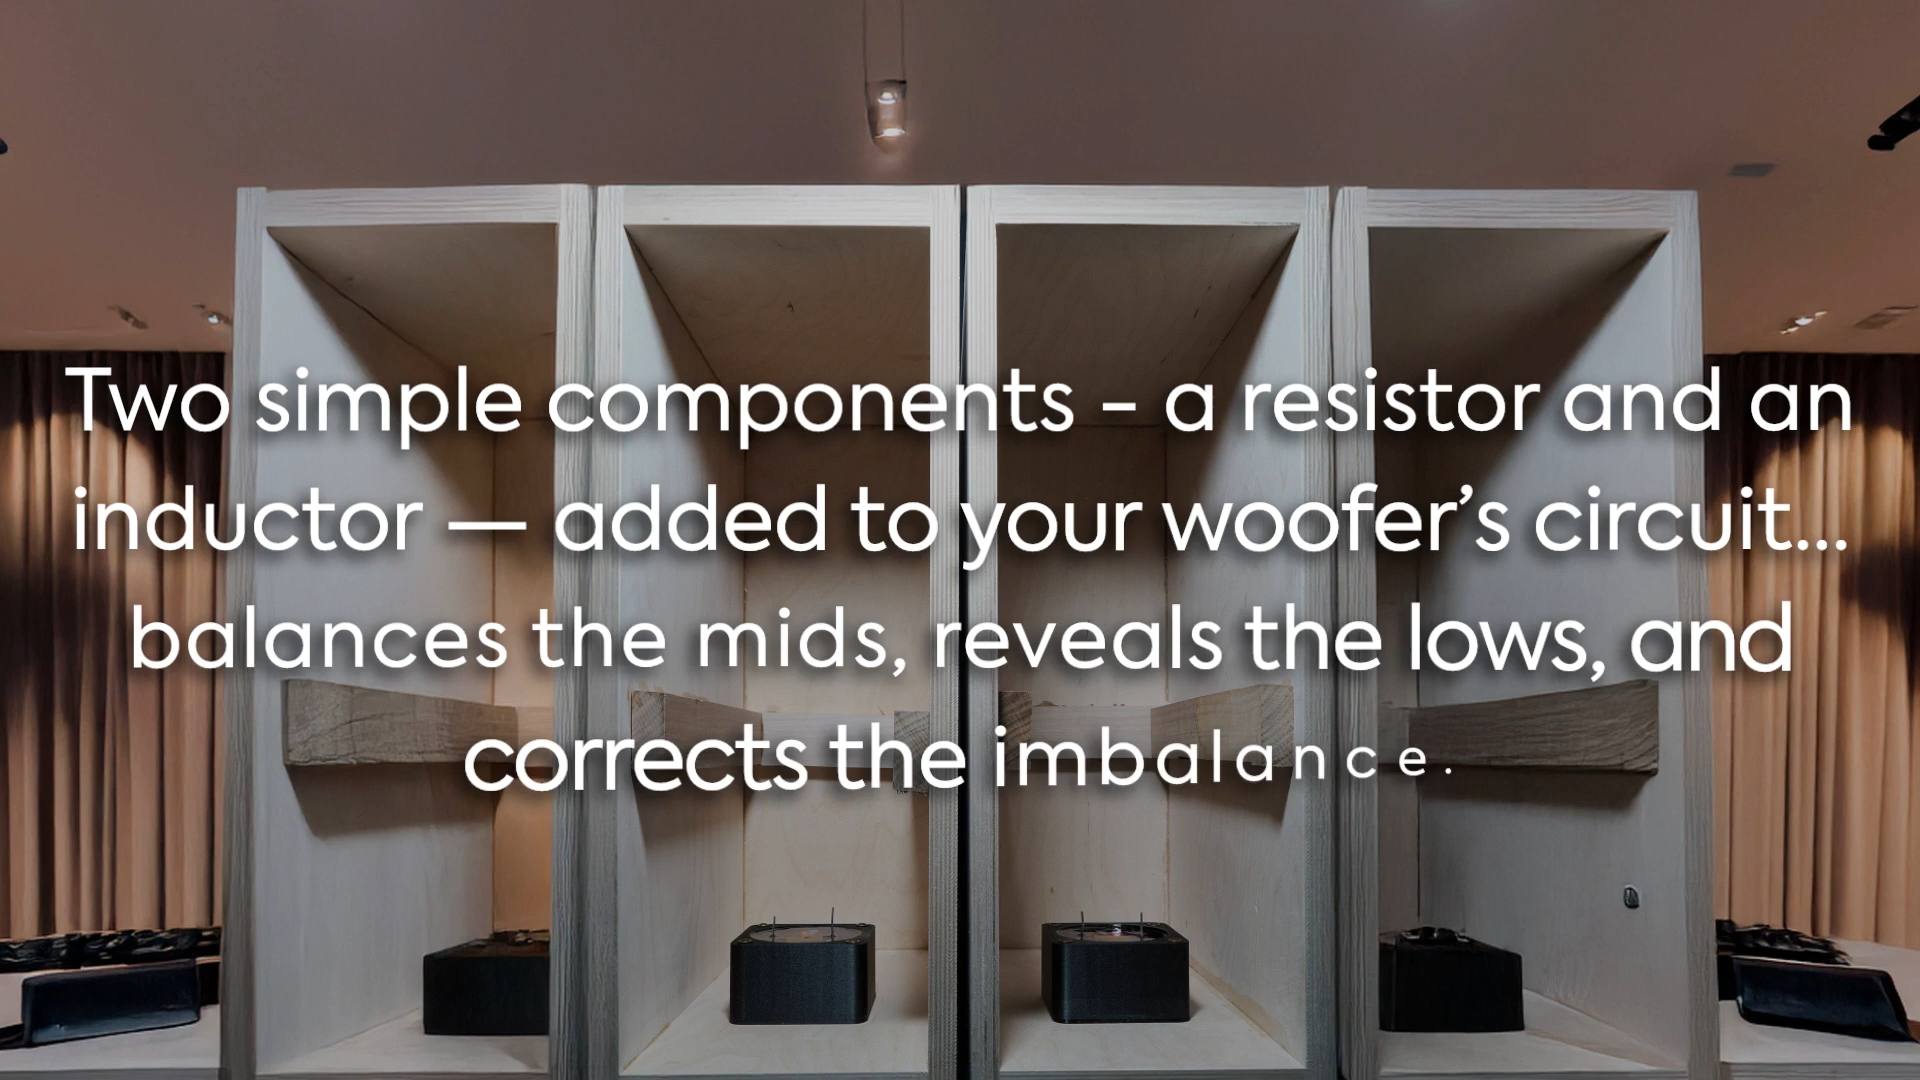 Two simple components - a resistor and an
inductor — added to your woofer’s circuit...
balances the mids, reveals the lows, and
corrects the imbalance.